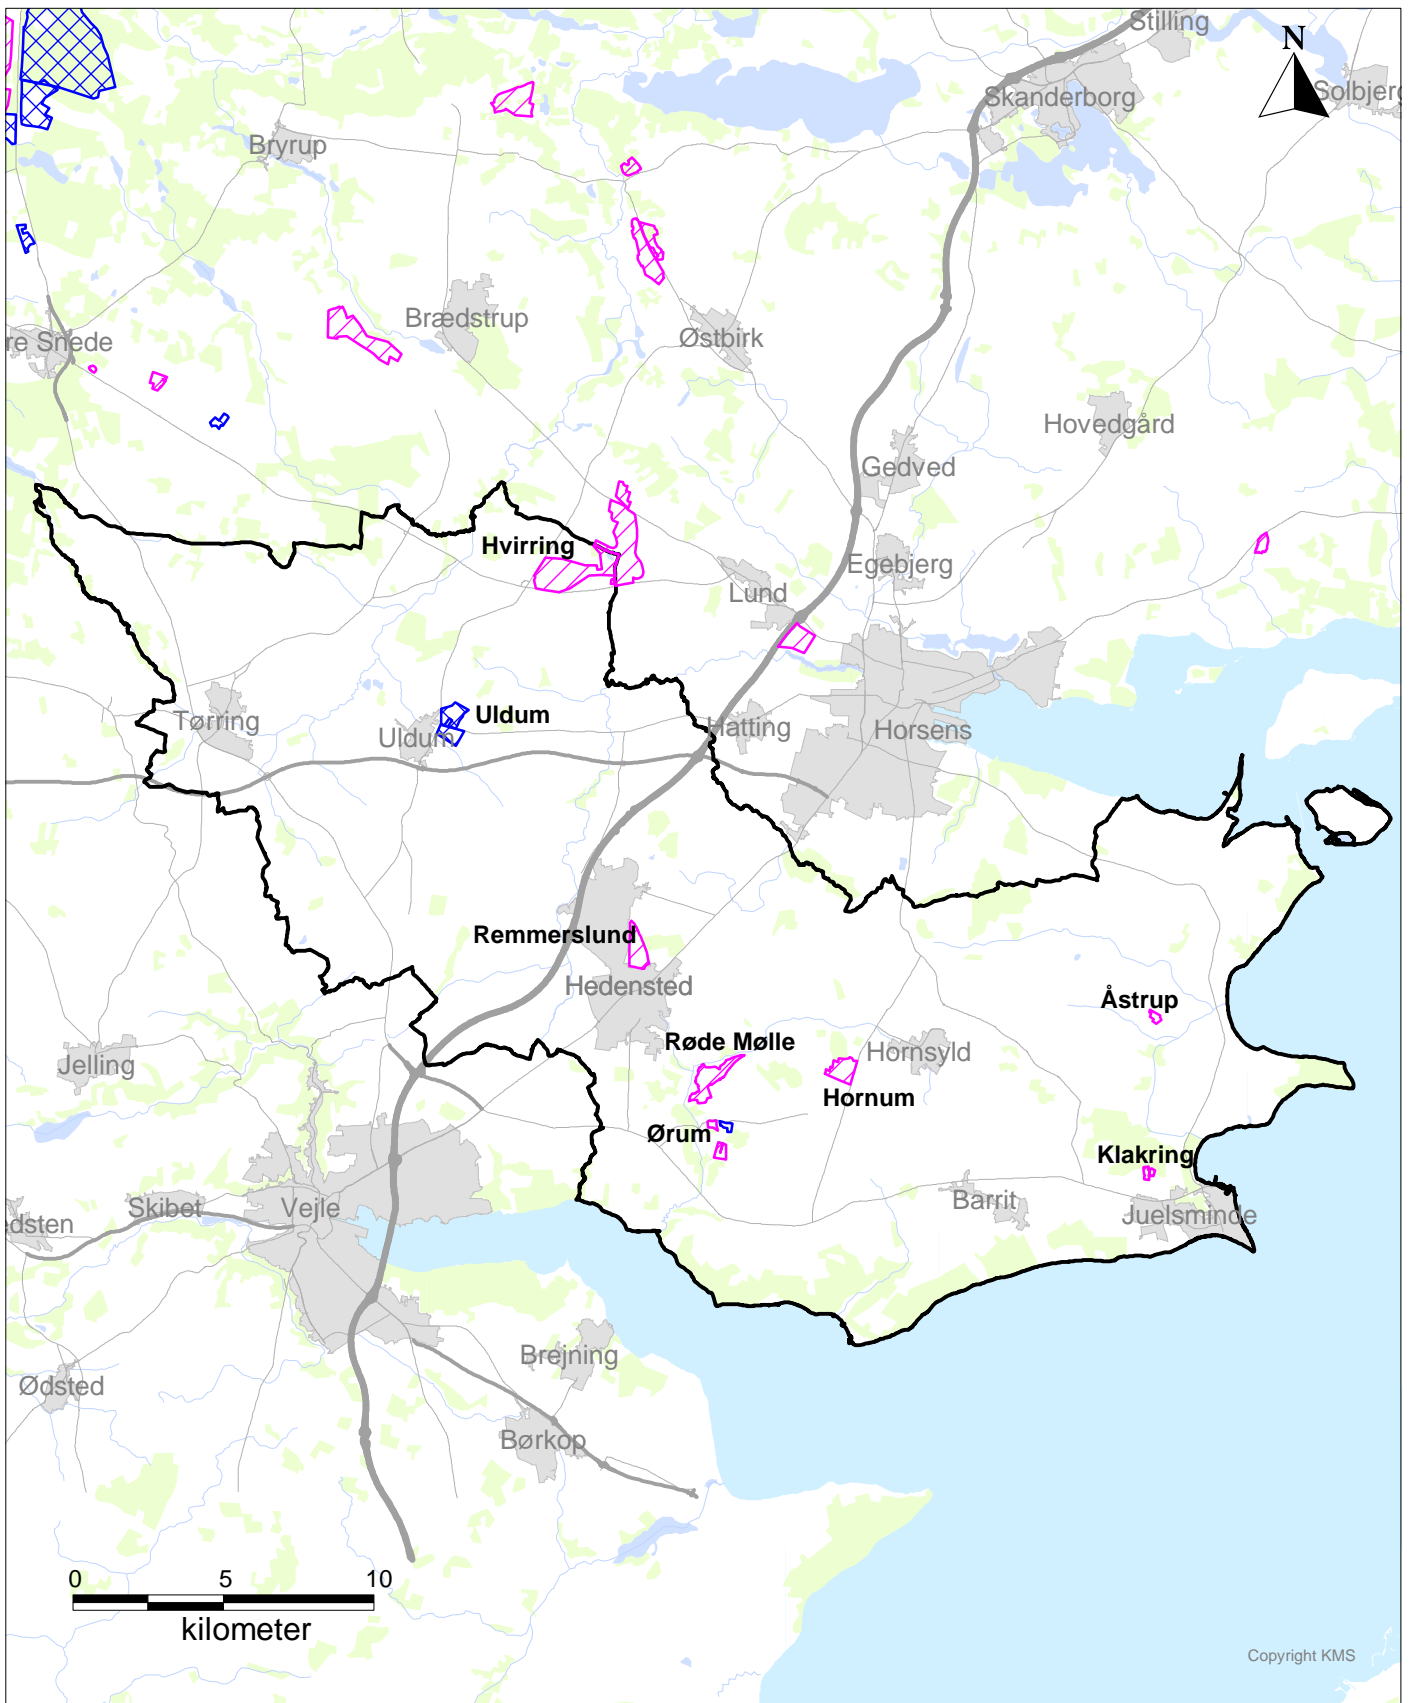 Stilling
N
Skanderborg
Solbjerg
Bryrup
Brædstrup
Østbirk
re Snede
Hovedgård
Gedved
Hvirring
Egebjerg
Lund
Tørring
Uldum
Uldum
Hatting
Horsens
Remmerslund
Hedensted
Åstrup
Røde Mølle
Hornsyld
Jelling
Hornum
Ørum
Klakring
Skibet
Vejle
Barrit
Juelsminde
edsten
Brejning
Ødsted
Børkop
0 5 10
kilometer
Copyright KMS